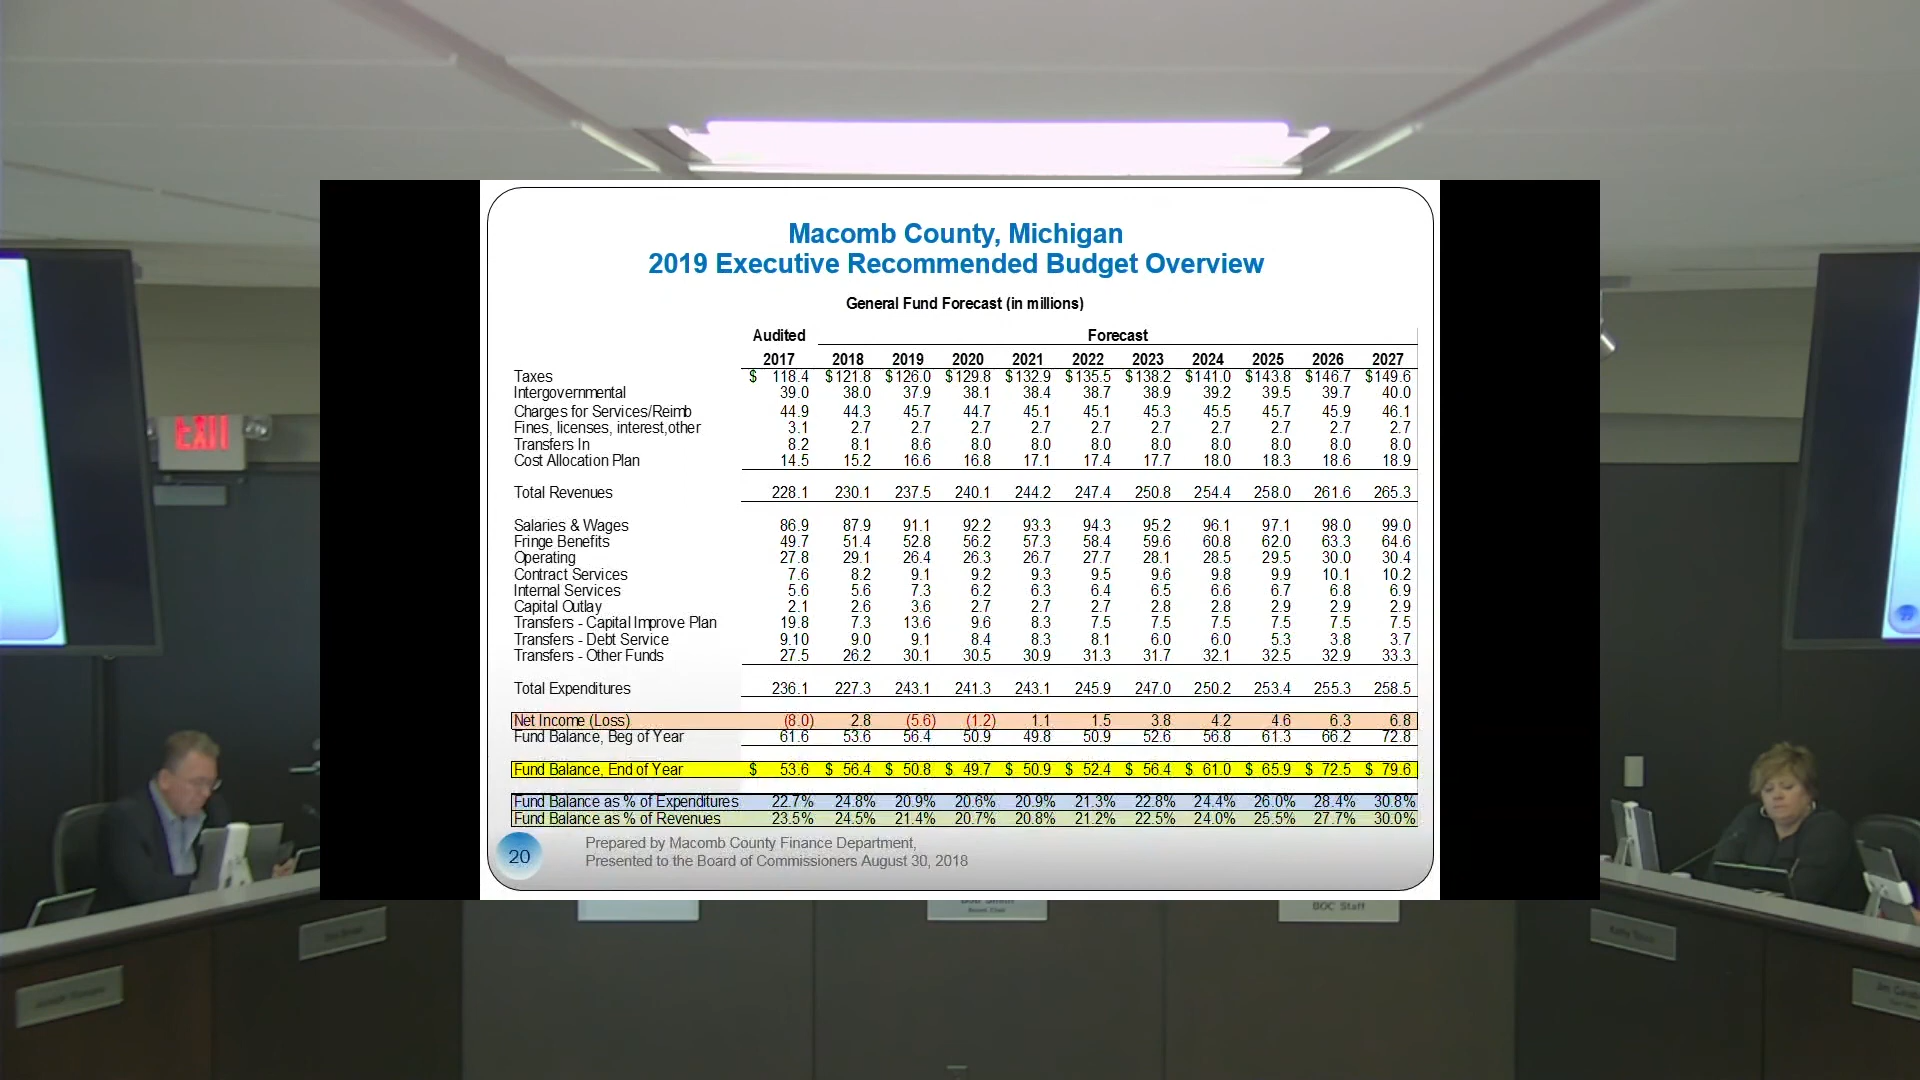 Macomb County, Michigan
2019 Executive Recommended Budget Overview
General Fund Forecast (in millions)
Audited Forecast
2017 2018 2019 2020 2021 2022 2023 2024 2025 2026 2027
Taxes $ 118.4 $121.8 $126.0 $129.8 $132.9 $135.5 $138.2 $141.0 $143.8 $146.7 $149.6
Intergovernmental 39.0 38.0 37.9 38.1 38.4 38.7 38.9 39.2 39.5 39.7 40.0
Charges for Services/Reimb 44.9 44.3 45.7 44.7 45.1 45.1 45.3 45.5 45.7 45.9 46.1
Fines, licenses, interest,other 3.1 2.7 2.7 2.7 2.7 2.7 2.7 2.7 2.7 2.7 2.7
Transfers In 8.2 8.1 8.6 8.0 8.0 8.0 8.0 8.0 8.0 8.0 8.0
Cost Allocation Plan 14.5 15.2 16.6 16.8 17.1 17.4 17.7 18.0 18.3 18.6 18.9
Total Revenues 228.1 230.1 237.5 240.1 244.2 247.4 250.8 254.4 258.0 261.6 265.3
Salaries & Wages 86.9 87.9 91.1 92.2 93.3 94.3 95.2 96.1 97.1 98.0 99.0
Fringe Benefits 49.7 51.4 52.8 56.2 57.3 58.4 59.6 60.8 62.0 63.3 64.6
Operating 27.8 29.1 26.4 26.3 26.7 27.7 28.1 28.5 29.5 30.0 30.4
Contract Services 7.6 8.2 9.1 9.2 9.3 9.5 9.6 9.8 9.9 10.1 10.2
Internal Services 5.6 5.6 7.3 6.2 6.3 6.4 6.5 6.6 6.7 6.8 6.9
Capital Outlay 2.1 2.6 3.6 2.7 2.7 2.7 2.8 2.8 2.9 2.9 2.9
Transfers - Capital Improve Plan 19.8 7.3 13.6 9.6 8.3 7.5 7.5 7.5 7.5 7.5 7.5
Transfers - Debt Service 9.10 9.0 9.1 8.4 8.3 8.1 6.0 6.0 5.3 3.8 3.7
Transfers - Other Funds 27.5 26.2 30.1 30.5 30.9 31.3 31.7 32.1 32.5 32.9 33.3
Total Expenditures 236.1 227.3 243.1 241.3 243.1 245.9 247.0 250.2 253.4 255.3 258.5
Net Income (Loss) (8.0) 2.8 (5.6) (1.2) 1.1 1.5 3.8 4.2 4.6 6.3 6.8
Fund Balance, Beg of Year 61.6 53.6 56.4 50.9 49.8 50.9 52.6 56.8 61.3 66.2 72.8
Fund Balance, End of Year $ 53.6 $ 56.4 $ 50.8 $ 49.7 $ 50.9 $ 52.4 $ 56.4 $ 61.0 $ 65.9 $ 72.5 $ 79.6
Fund Balance as % of Expenditures 22.7% 24.8% 20.9% 20.6% 20.9% 21.3% 22.8% 24.4% 26.0% 28.4% 30.8%
Fund Balance as % of Revenues 23.5% 24.5% 21.4% 20.7% 20.8% 21.2% 22.5% 24.0% 25.5% 27.7% 30.0%
20
Prepared by Macomb County Finance Department,
Presented to the Board of Commissioners August 30, 2018
EXIT
BOC Staff